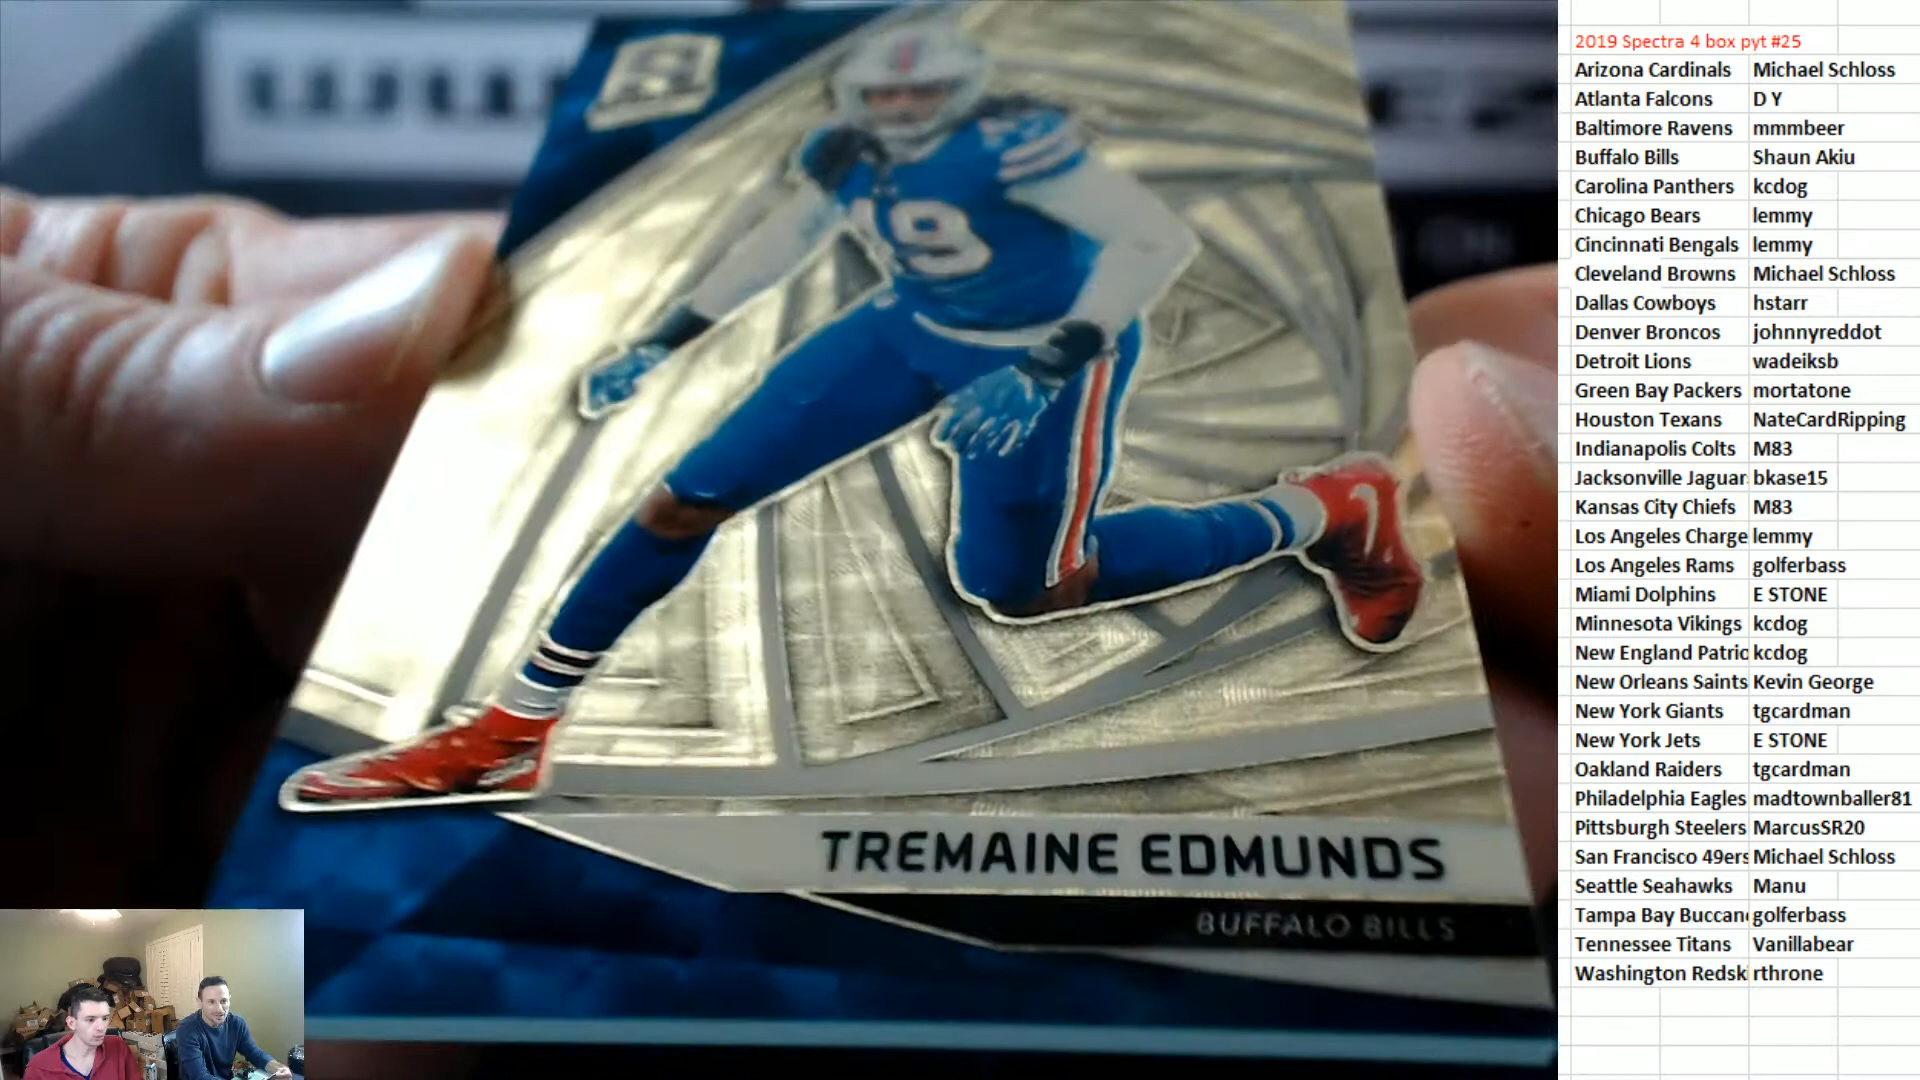 49
TREMAINE EDMUNDS
BUFFALO BILLS
2019 Spectra 4 box pyt #25
Arizona Cardinals Michael Schloss
Atlanta Falcons D Y
Baltimore Ravens mmmbeer
Buffalo Bills Shaun Akiu
Carolina Panthers kcdog
Chicago Bears lemmy
Cincinnati Bengals lemmy
Cleveland Browns Michael Schloss
Dallas Cowboys hstarr
Denver Broncos johnnyreddot
Detroit Lions wadeiksb
Green Bay Packers mortatone
Houston Texans NateCardRipping
Indianapolis Colts M83
Jacksonville Jaguar bkase15
Kansas City Chiefs M83
Los Angeles Charge lemmy
Los Angeles Rams golferbass
Miami Dolphins E STONE
Minnesota Vikings kcdog
New England Patrio kcdog
New Orleans Saints Kevin George
New York Giants tgcardman
New York Jets E STONE
Oakland Raiders tgcardman
Philadelphia Eagles madtownballer81
Pittsburgh Steelers MarcusSR20
San Francisco 49ers Michael Schloss
Seattle Seahawks Manu
Tampa Bay Buccan golferbass
Tennessee Titans Vanillabear
Washington Redski rthrone